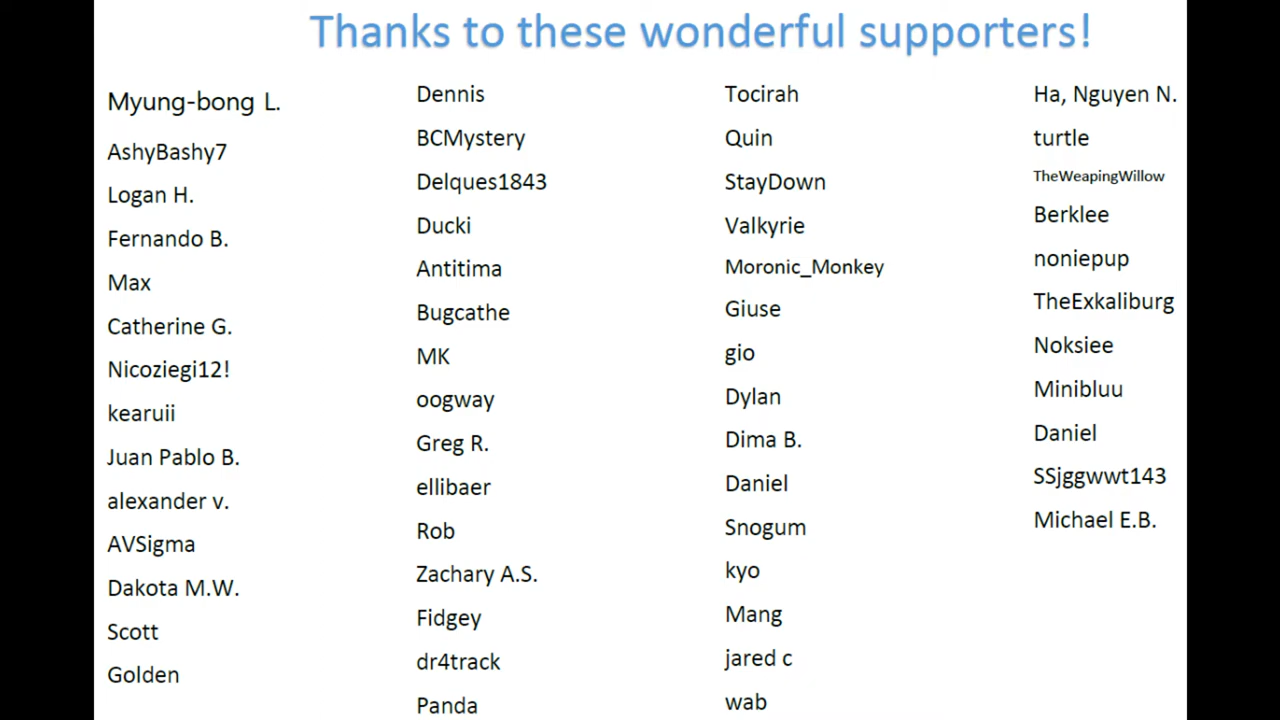 Thanks to these wonderful supporters!
Myung-bong L.
AshyBashy7
Logan H.
Fernando B.
Max
Catherine G.
Nicoziegi12!
kearuii
Juan Pablo B.
alexander v.
AVSigma
Dakota M.W.
Scott
Golden
Dennis
BCMystery
Delques1843
Ducki
Antitima
Bugcathe
MK
oogway
Greg R.
ellibaer
Rob
Zachary A.S.
Fidgey
dr4track
Panda
Tocirah
Quin
StayDown
Valkyrie
Moronic_Monkey
Giuse
gio
Dylan
Dima B.
Daniel
Snogum
kyo
Mang
jared c
wab
Ha, Nguyen N.
turtle
TheWeapingWillow
Berklee
noniepup
TheExkaliburg
Noksiee
Minibluu
Daniel
SSjggwwt143
Michael E.B.